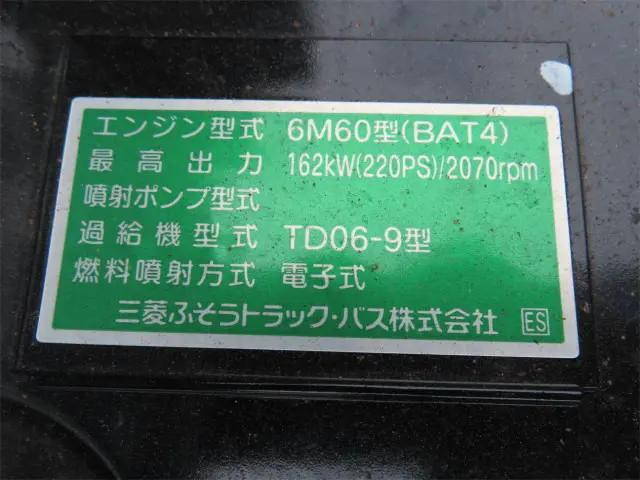 エンジン型式 6M60型(BAT4)
最高出力 162kW(220PS)/2070rpm
噴射ポンプ型式
過給機型式 TD06-9型
燃料噴射方式 電子式
三菱ふそうトラック・バス株式会社 ES